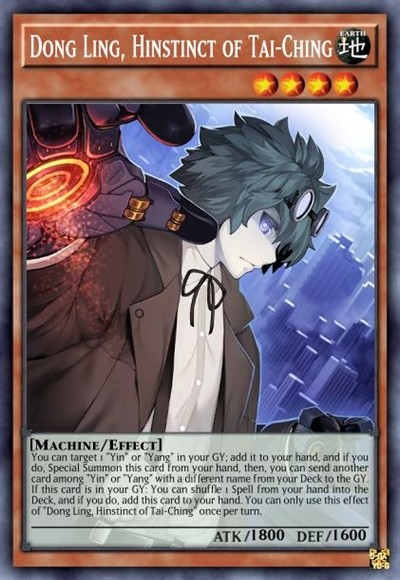 Dong Ling, Hinstinct of Tai-Ching
EARTH
地
[Machine/Effect]
You can target 1 "Yin" or "Yang" in your GY; add it to your hand, and if you
do, Special Summon this card from your hand, then, you can send another
card among "Yin" or "Yang" with a different name from your Deck to the GY.
If this card is in your GY: You can shuffle 1 Spell from your hand into the
Deck, and if you do, add this card to your hand. You can only use this effect
of "Dong Ling, Hinstinct of Tai-Ching" once per turn.
ATK/1800 DEF/1600